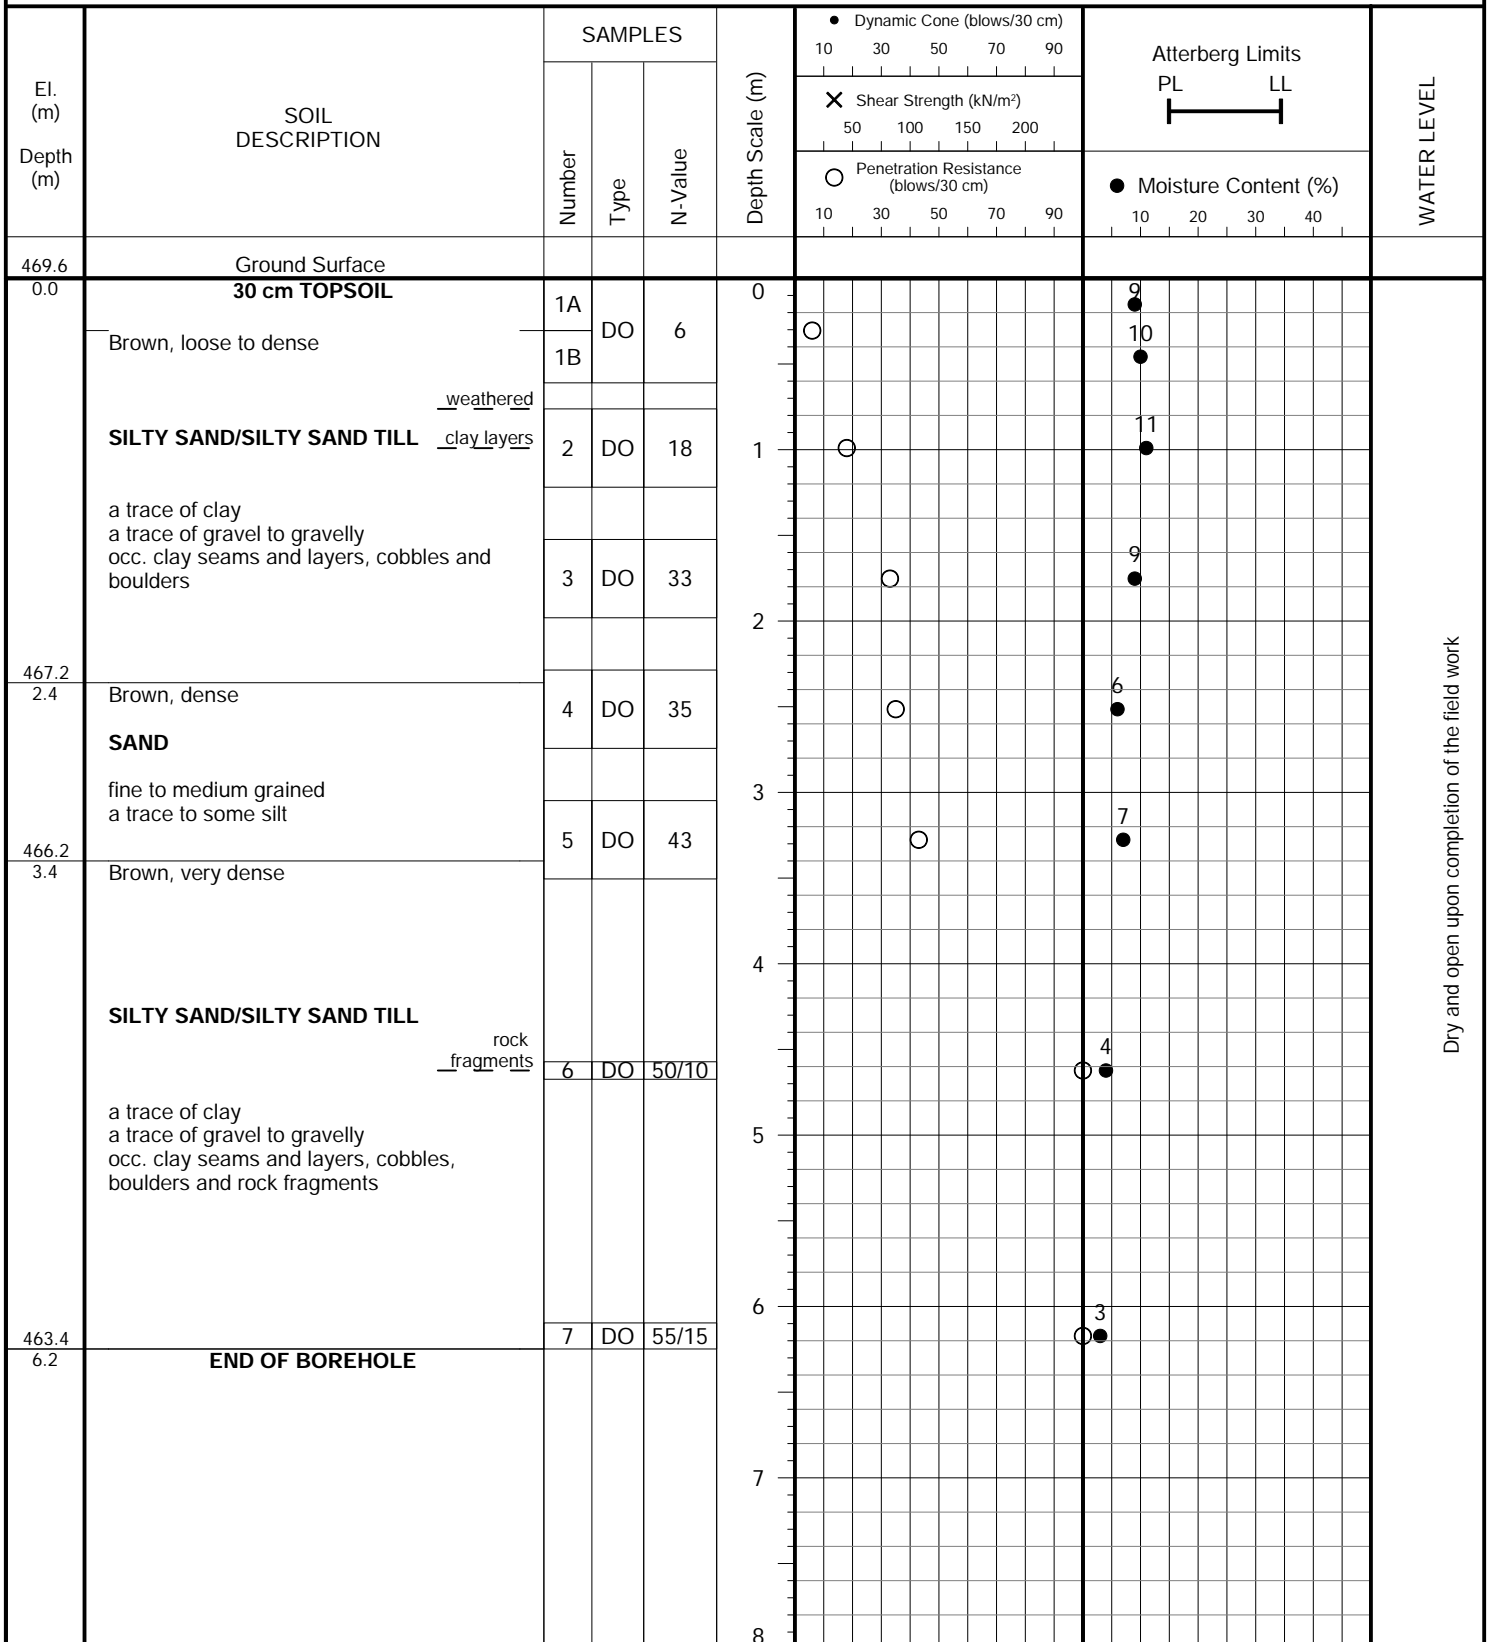 El.
(m)
Depth
(m)
SOIL
DESCRIPTION
SAMPLES
Number
Type
N-Value
Depth Scale (m)
Dynamic Cone (blows/30 cm)
10 30 50 70 90
Shear Strength (kN/m²)
50 100 150 200
Penetration Resistance
(blows/30 cm)
10 30 50 70 90
Atterberg Limits
PL LL
Moisture Content (%)
10 20 30 40
WATER LEVEL
469.6 Ground Surface
0.0 30 cm TOPSOIL
1A DO 6 0 9
Brown, loose to dense
1B 10
weathered
SILTY SAND/SILTY SAND TILL clay layers 2 DO 18 1 11
a trace of clay
a trace of gravel to gravelly
occ. clay seams and layers, cobbles and
boulders
3 DO 33 9
2
467.2
2.4 Brown, dense
4 DO 35 6
SAND
fine to medium grained
a trace to some silt
3
5 DO 43 7
466.2
3.4 Brown, very dense
4
SILTY SAND/SILTY SAND TILL
rock
fragments
6 DO 50/10 4
a trace of clay
a trace of gravel to gravelly
occ. clay seams and layers, cobbles,
boulders and rock fragments
5
6
7 DO 55/15 3
463.4
6.2 END OF BOREHOLE
7
8
Dry and open upon completion of the field work